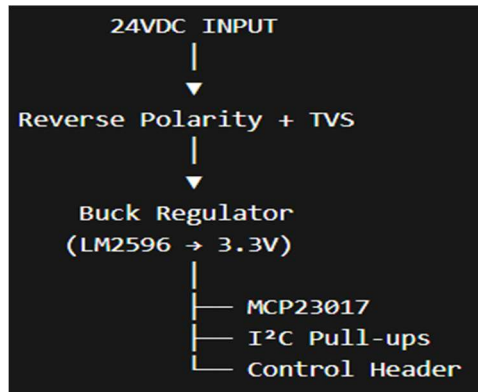 24VDC INPUT
Reverse Polarity + TVS
Buck Regulator
(LM2596 → 3.3V)
MCP23017
I²C Pull-ups
Control Header